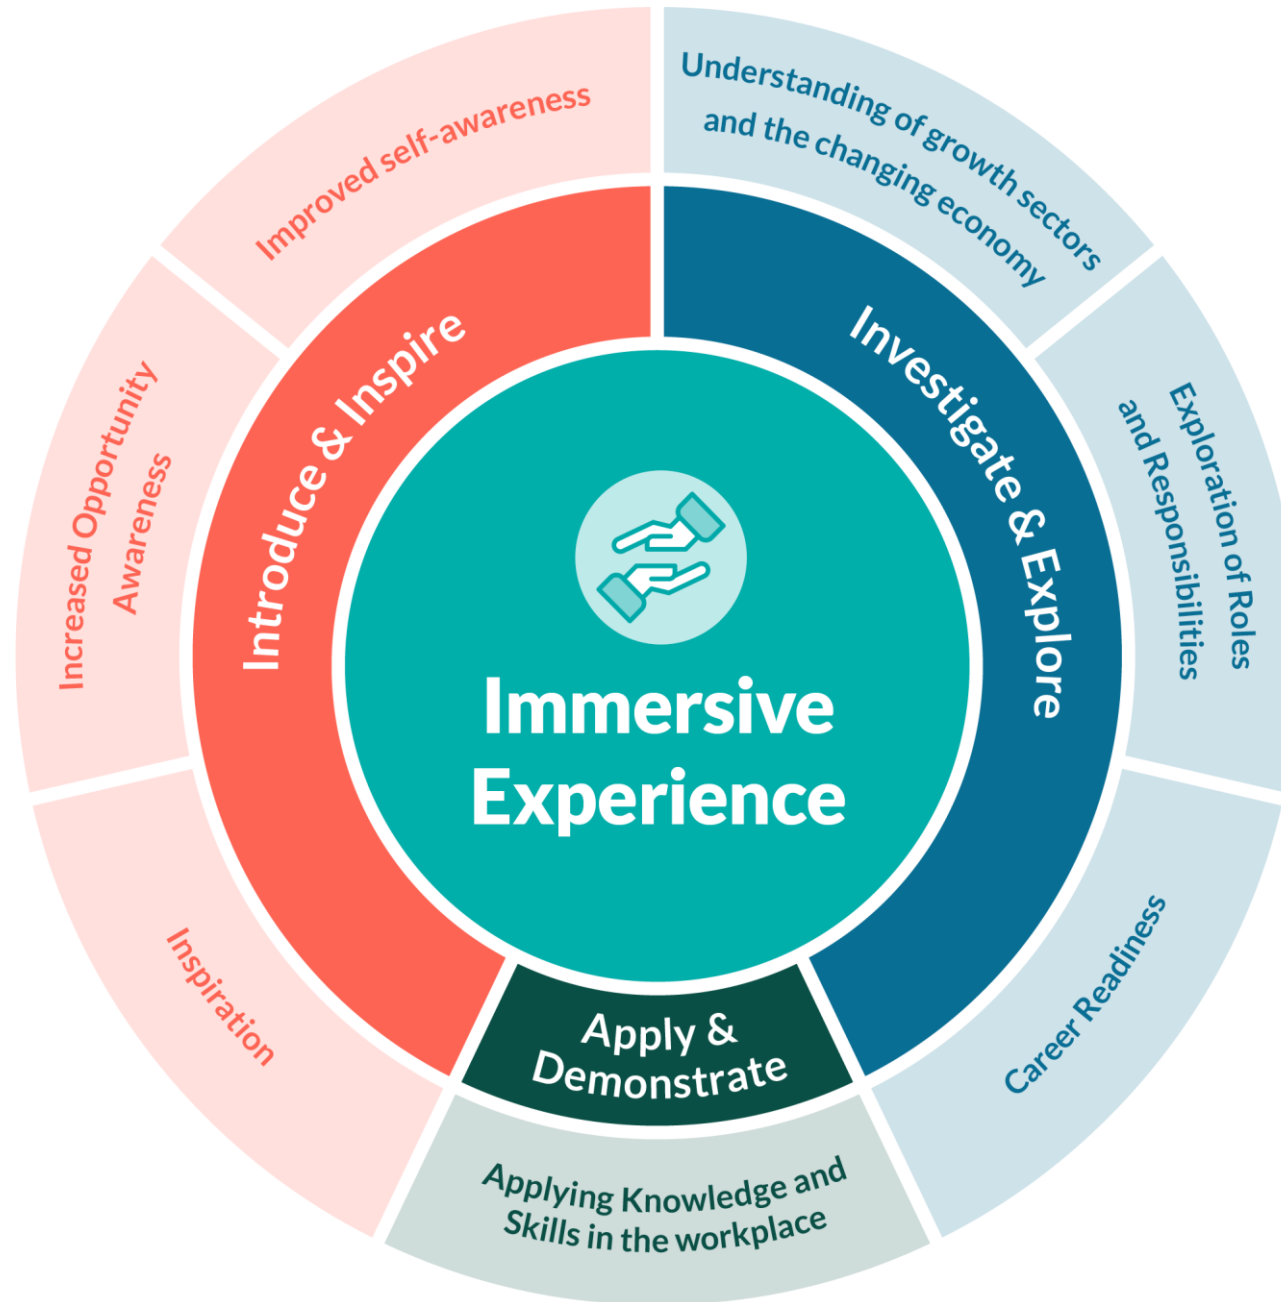 Improved self-awareness
Understanding of growth sectors
and the changing economy
Increased Opportunity
Awareness
Introduce & Inspire
Investigate & Explore
Exploration of Roles
and Responsibilities
Immersive
Experience
Inspiration
Career Readiness
Apply &
Demonstrate
Applying Knowledge and
Skills in the workplace